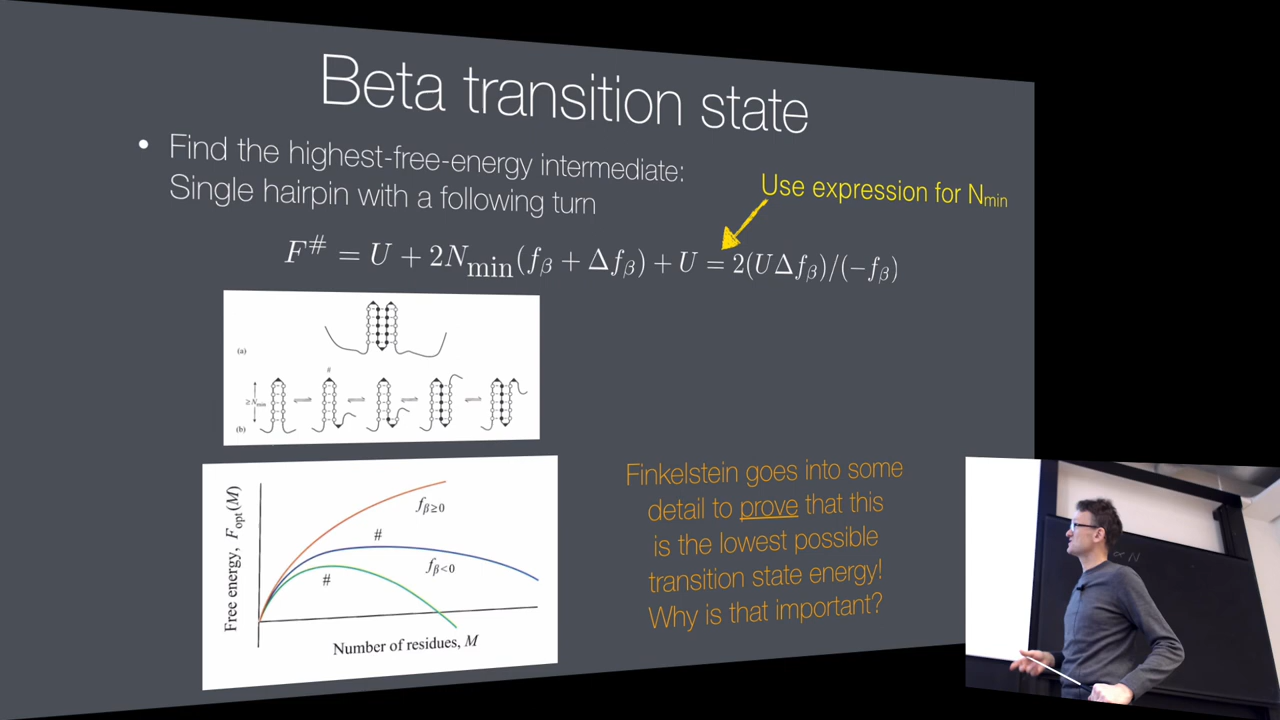 Beta transition state
• Find the highest-free-energy intermediate:
Single hairpin with a following turn
Use expression for Nmin
F# = U + 2Nmin(fβ + Δfβ) + U = 2(UΔfβ)/(−fβ)
(a)
#
≥Nmin
(b)
Free energy, Fopt(M)
fβ≥0
#
fβ<0
#
Number of residues, M
Finkelstein goes into some
detail to prove that this
is the lowest possible
transition state energy!
Why is that important?
∝ N